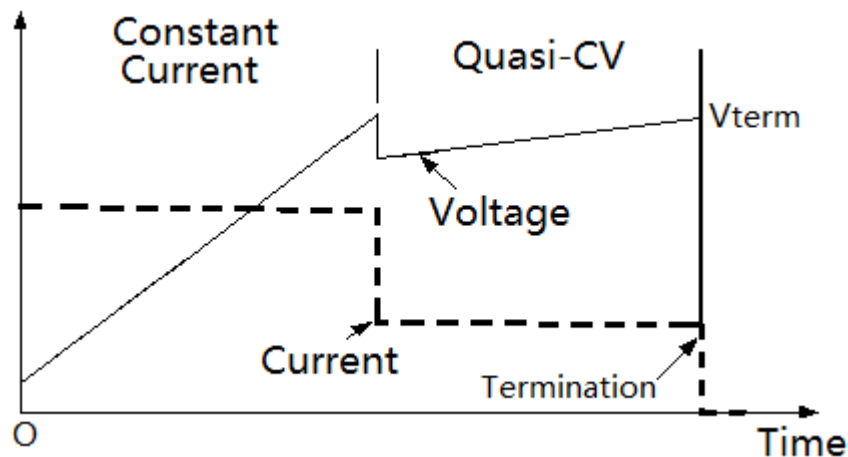 Constant
Current
Quasi-CV
Vterm
Voltage
Current
Termination
O
Time